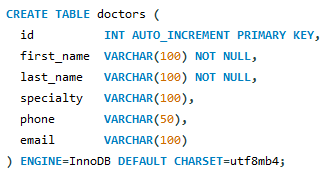 CREATE TABLE doctors (
  id          INT AUTO_INCREMENT PRIMARY KEY,
  first_name  VARCHAR(100) NOT NULL,
  last_name   VARCHAR(100) NOT NULL,
  specialty   VARCHAR(100),
  phone       VARCHAR(50),
  email       VARCHAR(100)
) ENGINE=InnoDB DEFAULT CHARSET=utf8mb4;